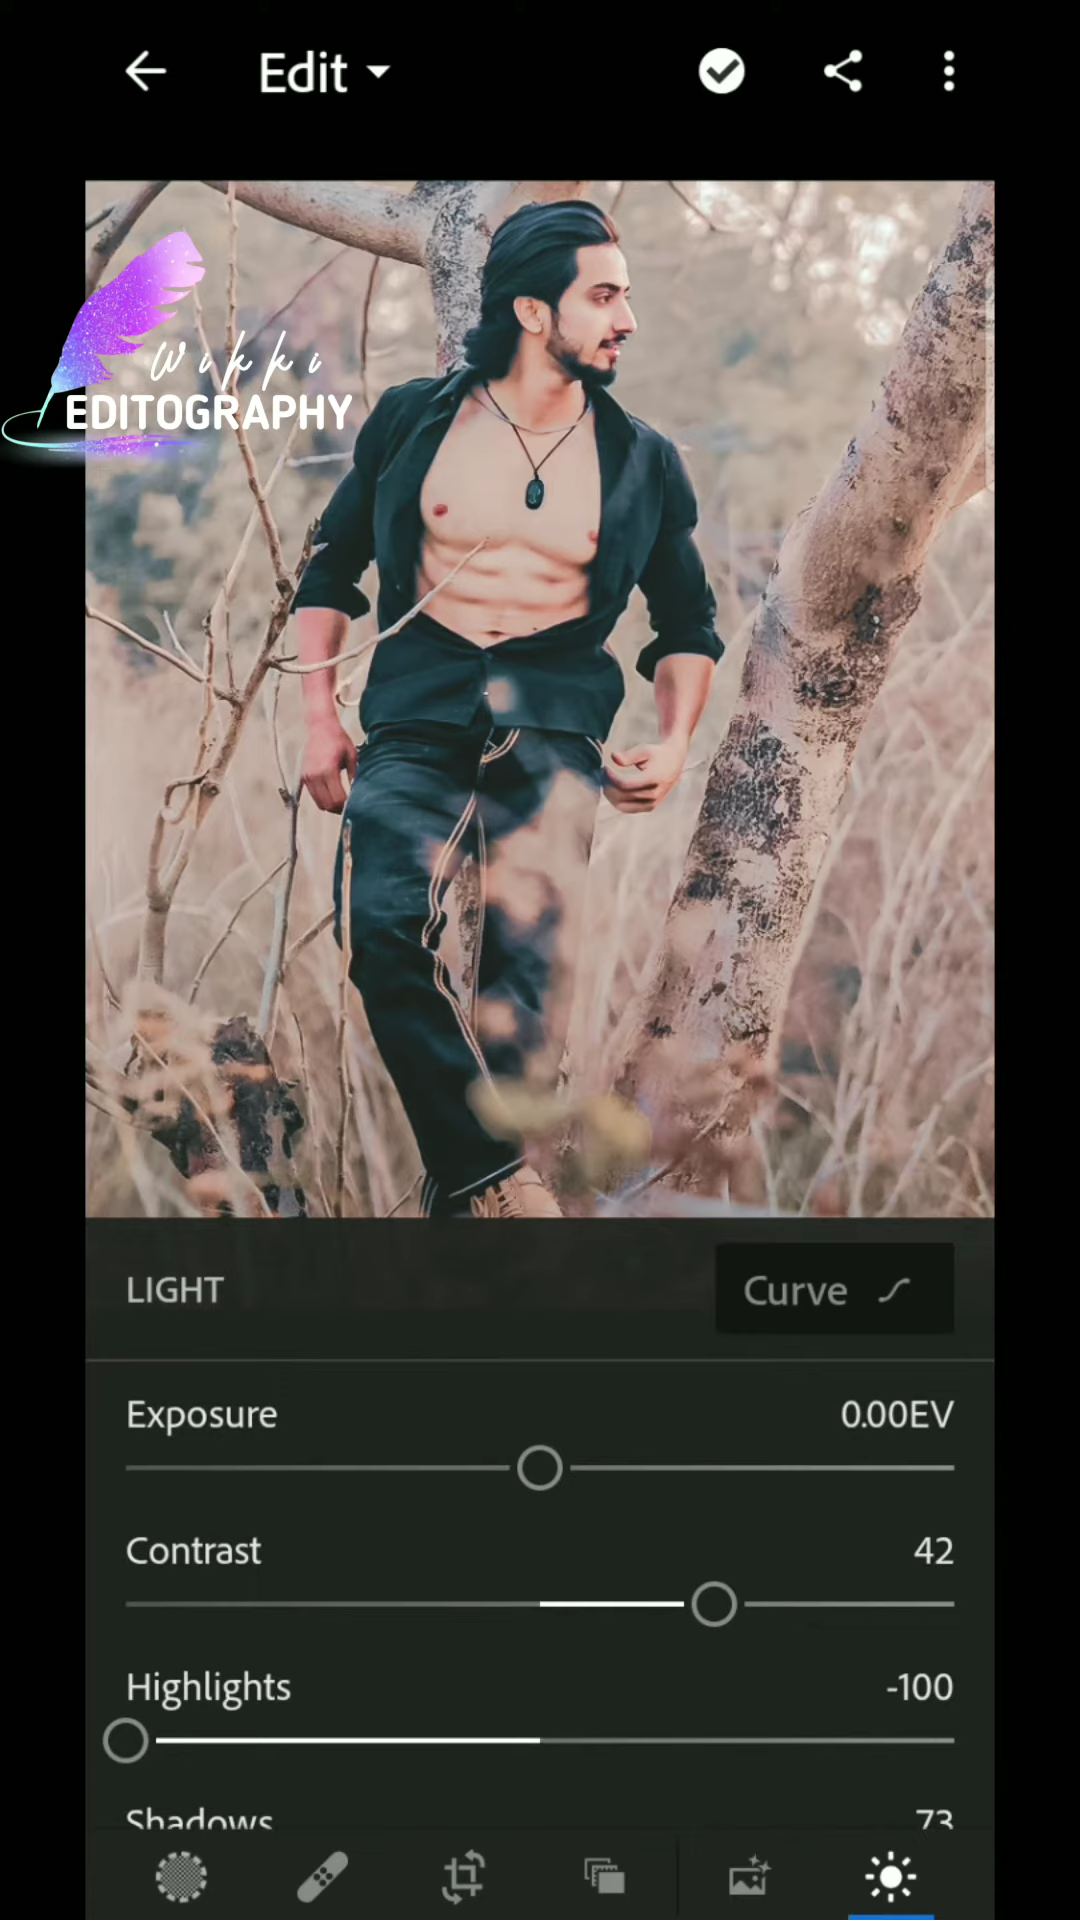 Edit
Wikki
EDITOGRAPHY
LIGHT
Curve
Exposure 0.00EV
Contrast 42
Highlights -100
Shadows 73